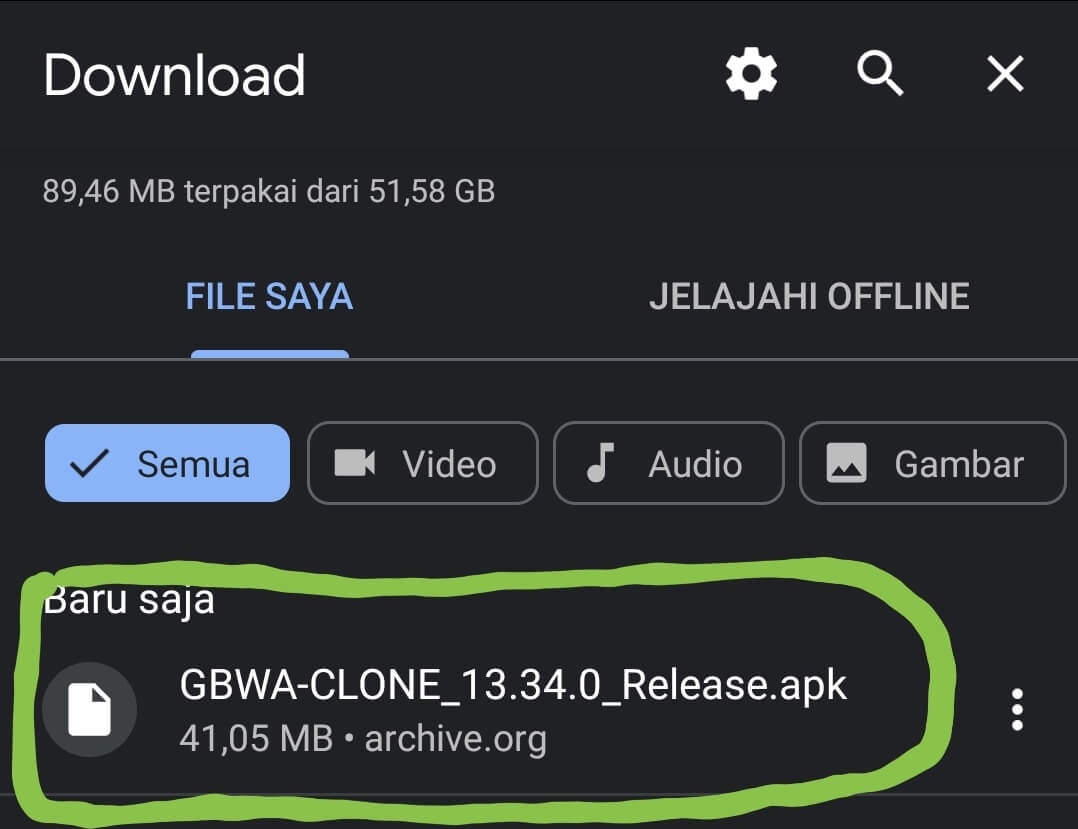 Download
89,46 MB terpakai dari 51,58 GB
FILE SAYA
JELAJAHI OFFLINE
Semua
Video
Audio
Gambar
Baru saja
GBWA-CLONE_13.34.0_Release.apk
41,05 MB • archive.org